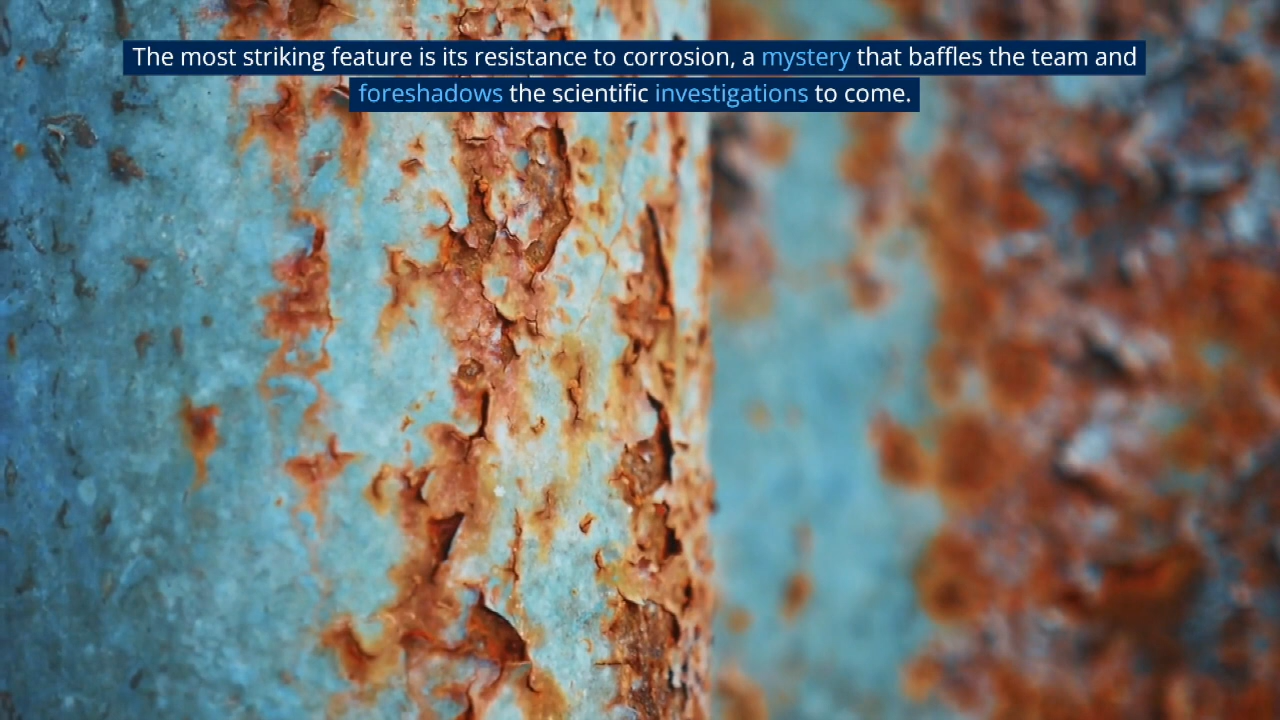 The most striking feature is its resistance to corrosion, a mystery that baffles the team and
foreshadows the scientific investigations to come.